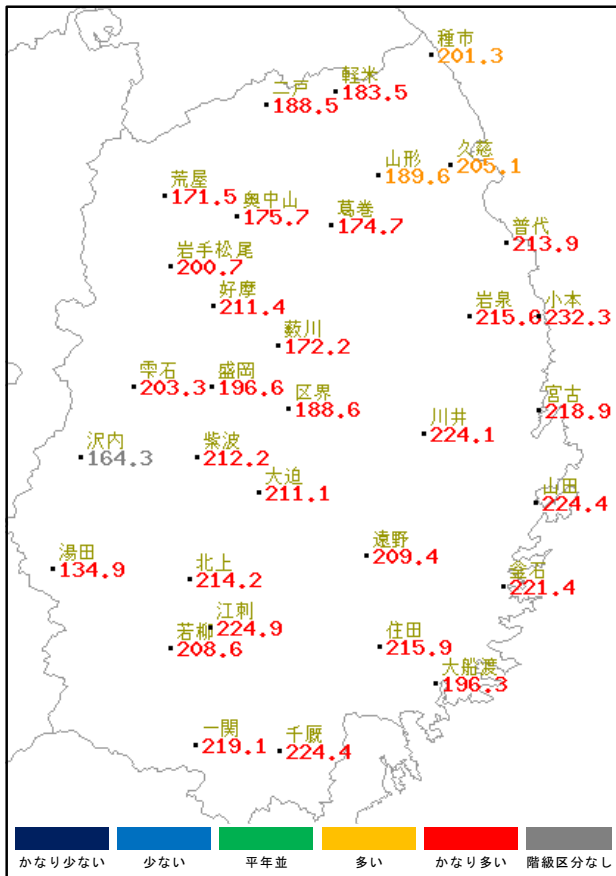 種市
201.3
軽米
183.5
二戸
188.5
久慈
205.1
山形
189.6
荒屋
171.5
奥中山
175.7
葛巻
174.7
普代
213.9
岩手松尾
200.7
好摩
211.4
岩泉
215.6
小本
232.3
薮川
172.2
雫石
203.3
盛岡
196.6
区界
188.6
宮古
218.9
川井
224.1
沢内
164.3
柴波
212.2
大迫
211.1
山田
224.4
湯田
134.9
北上
214.2
遠野
209.4
釜石
221.4
江刺
224.9
若柳
208.6
住田
215.9
大船渡
196.3
一関
219.1
千厩
224.4
かなり少ない
少ない
平年並
多い
かなり多い
階級区分なし